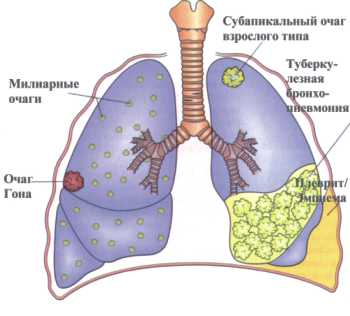 Субапикальный очаг
взрослого типа
Милиарные
очаги
Туберку-
лезная
бронхо-
пневмония
Очаг
Гона
Плеврит/
Эмпиема